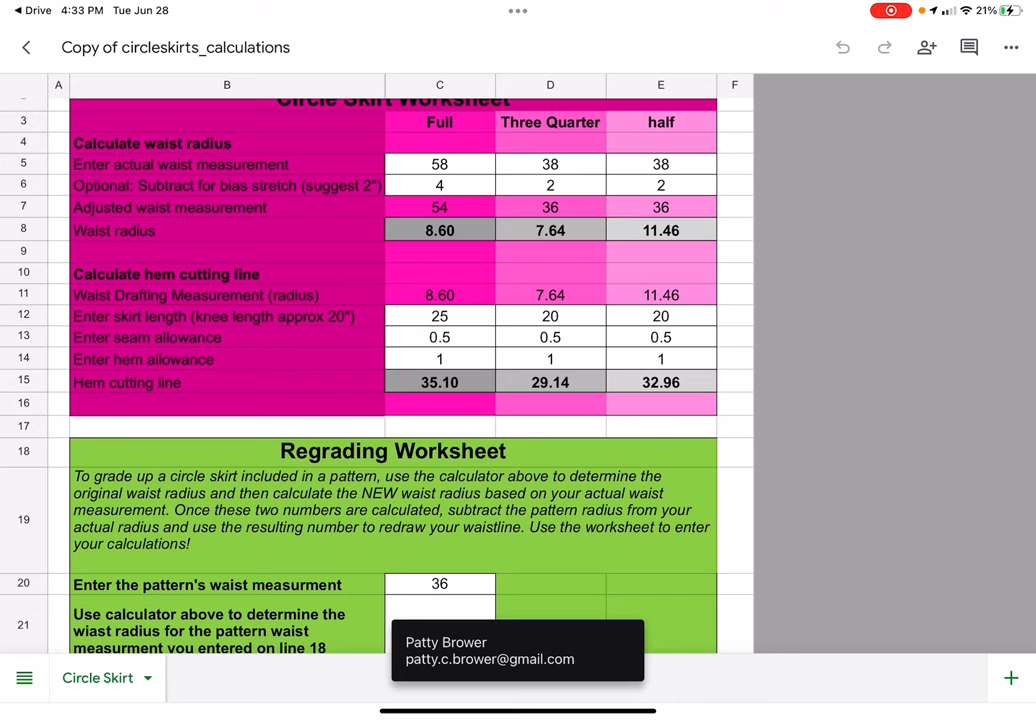 ◀ Drive 4:33 PM Tue Jun 28 21%
Copy of circleskirts_calculations
A B C D E F
Circle Skirt Worksheet
3 Full Three Quarter half
4 Calculate waist radius
5 Enter actual waist measurement 58 38 38
6 Optional: Subtract for bias stretch (suggest 2") 4 2 2
7 Adjusted waist measurement 54 36 36
8 Waist radius 8.60 7.64 11.46
9
10 Calculate hem cutting line
11 Waist Drafting Measurement (radius) 8.60 7.64 11.46
12 Enter skirt length (knee length approx 20") 25 20 20
13 Enter seam allowance 0.5 0.5 0.5
14 Enter hem allowance 1 1 1
15 Hem cutting line 35.10 29.14 32.96
16
17
18 Regrading Worksheet
To grade up a circle skirt included in a pattern, use the calculator above to determine the
original waist radius and then calculate the NEW waist radius based on your actual waist
measurement. Once these two numbers are calculated, subtract the pattern radius from your
19 actual radius and use the resulting number to redraw your waistline. Use the worksheet to enter
your calculations!
20 Enter the pattern's waist measurment 36
Use calculator above to determine the
21 wiast radius for the pattern waist
measurment you entered on line 18
Patty Brower
patty.c.brower@gmail.com
Circle Skirt